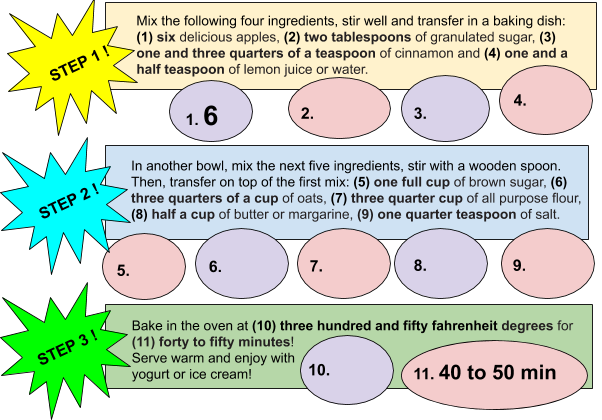 STEP 1 !
Mix the following four ingredients, stir well and transfer in a baking dish:
(1) six delicious apples, (2) two tablespoons of granulated sugar, (3)
one and three quarters of a teaspoon of cinnamon and (4) one and a
half teaspoon of lemon juice or water.
1. 6
2.
3.
4.
STEP 2 !
In another bowl, mix the next five ingredients, stir with a wooden spoon.
Then, transfer on top of the first mix: (5) one full cup of brown sugar, (6)
three quarters of a cup of oats, (7) three quarter cup of all purpose flour,
(8) half a cup of butter or margarine, (9) one quarter teaspoon of salt.
5.
6.
7.
8.
9.
STEP 3 !
Bake in the oven at (10) three hundred and fifty fahrenheit degrees for
(11) forty to fifty minutes!
Serve warm and enjoy with
yogurt or ice cream!
10.
11. 40 to 50 min